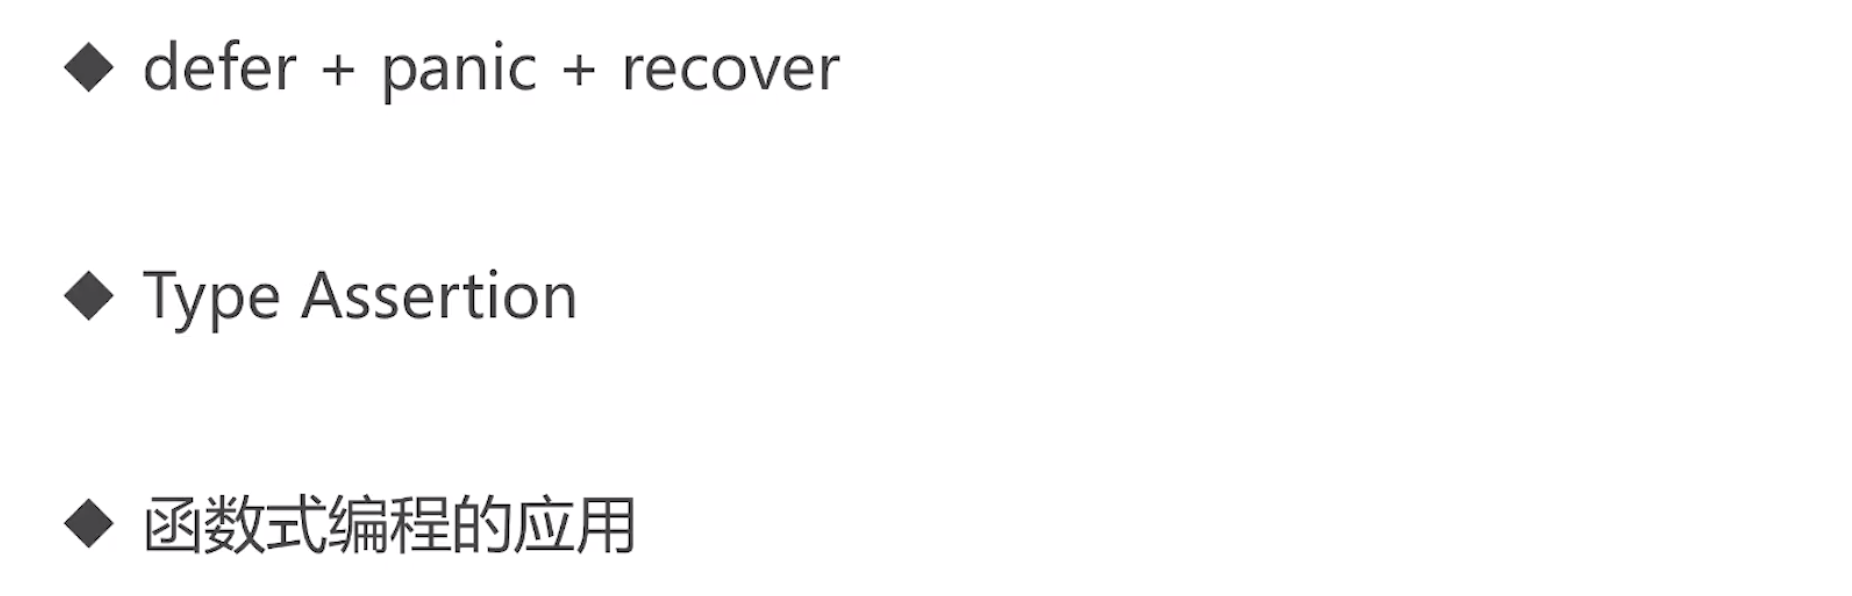 ◆ defer + panic + recover
◆ Type Assertion
◆ 函数式编程的应用